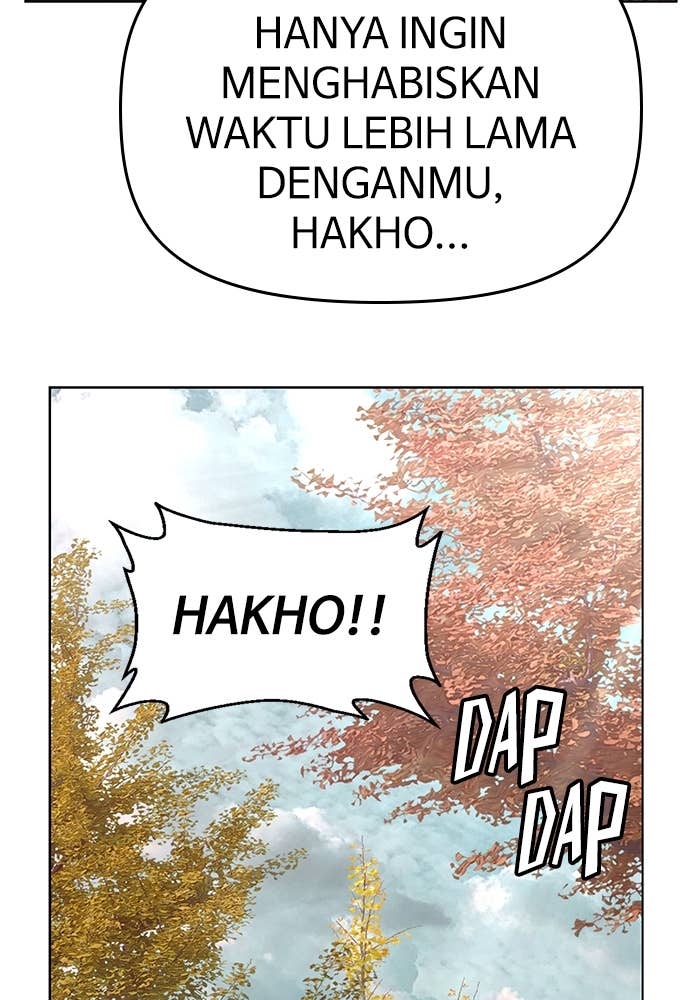 HANYA INGIN
MENGHABISKAN
WAKTU LEBIH LAMA
DENGANMU,
HAKHO...
HAKHO!!
DAP
DAP